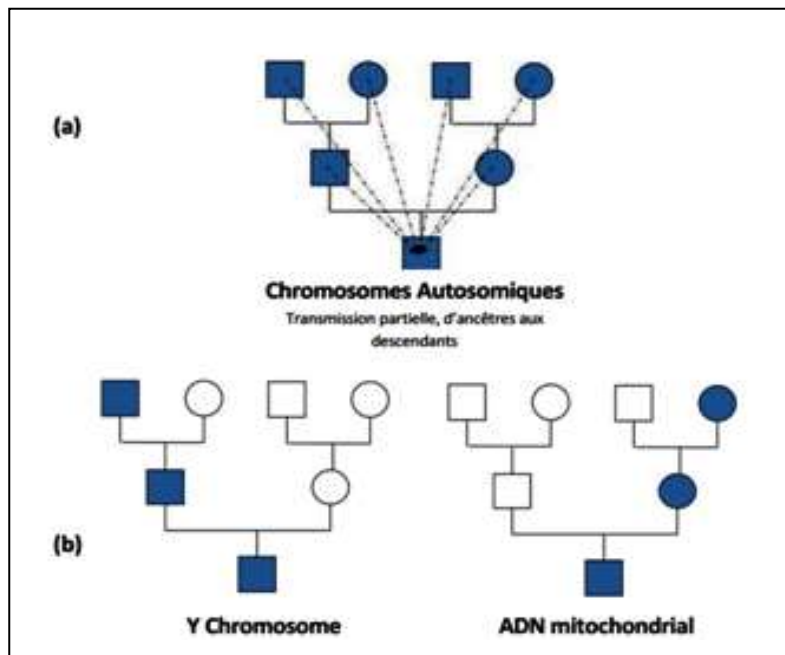 (a)
Chromosomes Autosomiques
Transmission partielle, d'ancêtres aux
descendants
(b)
Y Chromosome
ADN mitochondrial